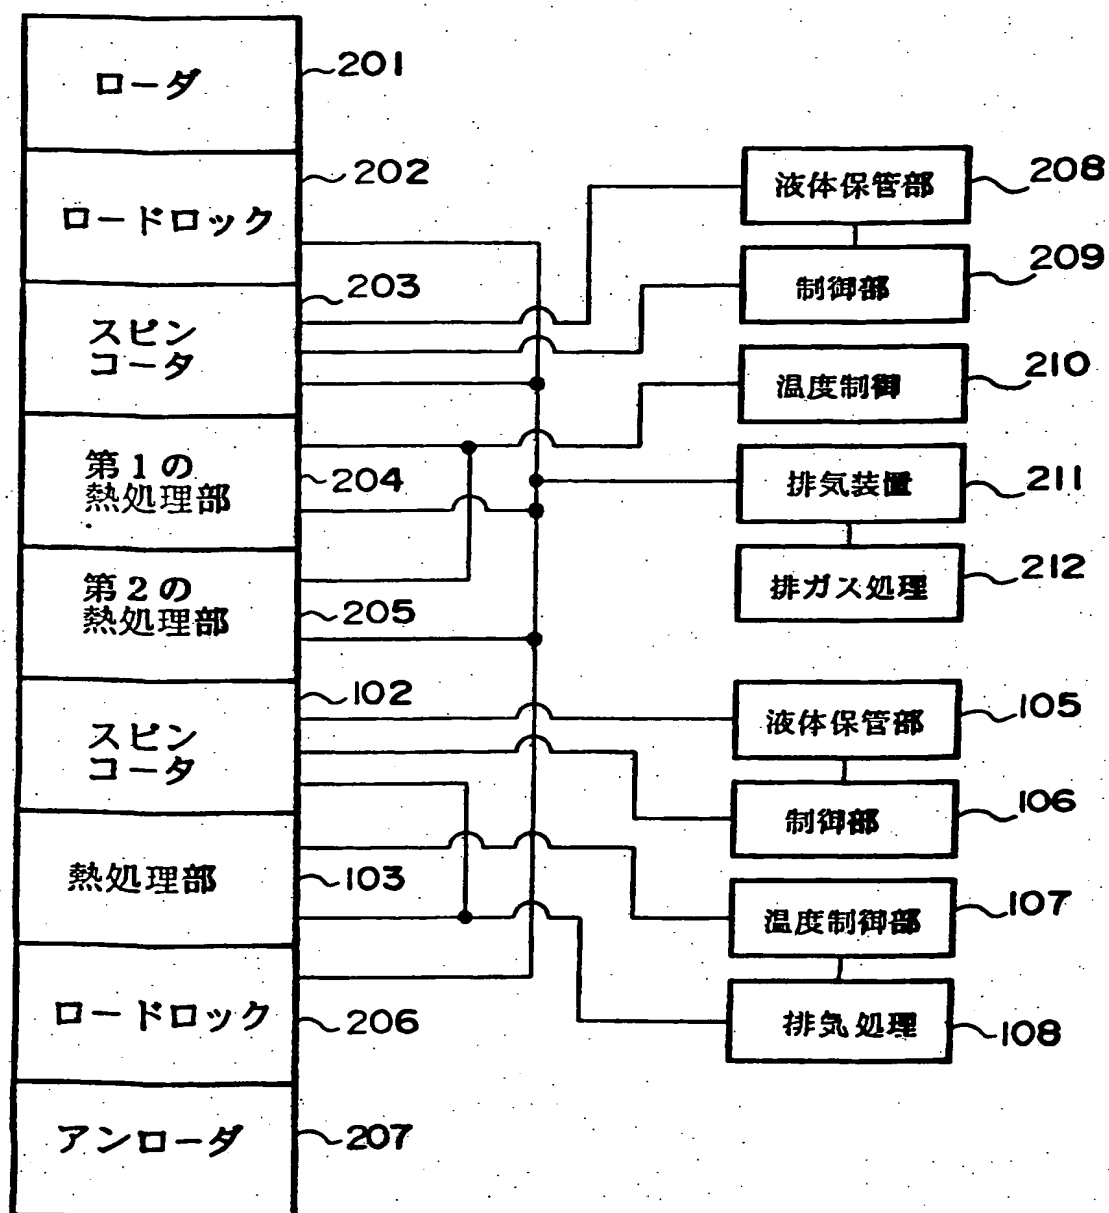 ローダ
201
ロードロック
202
スピン
コータ
203
第1の
熱処理部
204
第2の
熱処理部
205
スピン
コータ
102
熱処理部
103
ロードロック
206
アンローダ
207
液体保管部
208
制御部
209
温度制御
210
排気装置
211
排ガス処理
212
液体保管部
105
制御部
106
温度制御部
107
排気処理
108